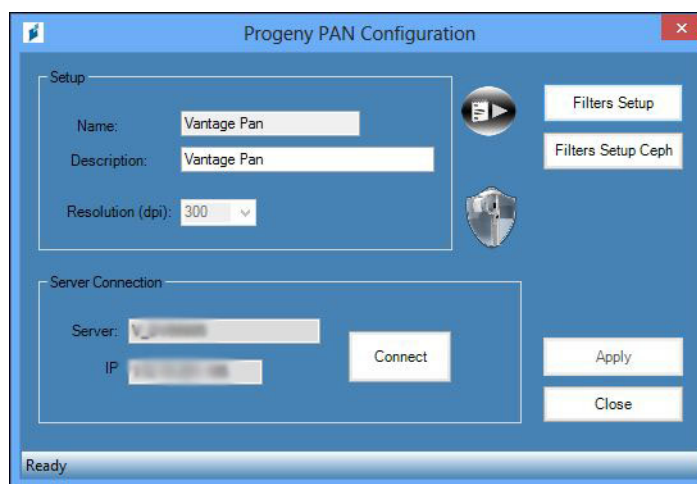 Progeny PAN Configuration
Setup
Name: Vantage Pan
Description: Vantage Pan
Resolution (dpi): 300
Filters Setup
Filters Setup Ceph
Server Connection
Server:
IP
Connect
Apply
Close
Ready